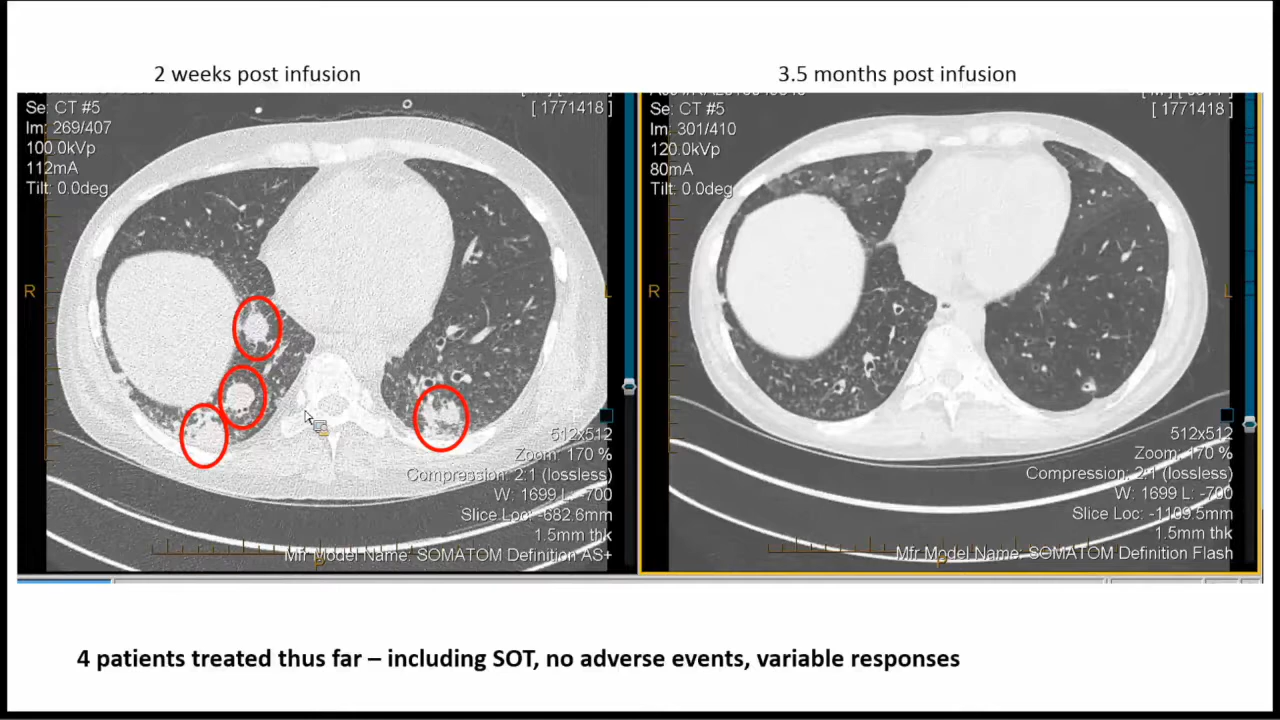 2 weeks post infusion
3.5 months post infusion
Se: CT #5
[ 1771418 ]
Im: 269/407
100.0kVp
112mA
Tilt: 0.0deg
R
L
512x512
Zoom: 170 %
Compression: 2:1 (lossless)
W: 1699 L: -700
Slice Loc: -682.6mm
1.5mm thk
Mfr Model Name: SOMATOM Definition AS+
P
Se: CT #5
[ 1771418 ]
Im: 301/410
120.0kVp
80mA
Tilt: 0.0deg
R
L
512x512
Zoom: 170 %
Compression: 2:1 (lossless)
W: 1699 L: -700
Slice Loc: -1109.5mm
1.5mm thk
Mfr Model Name: SOMATOM Definition Flash
P
4 patients treated thus far – including SOT, no adverse events, variable responses